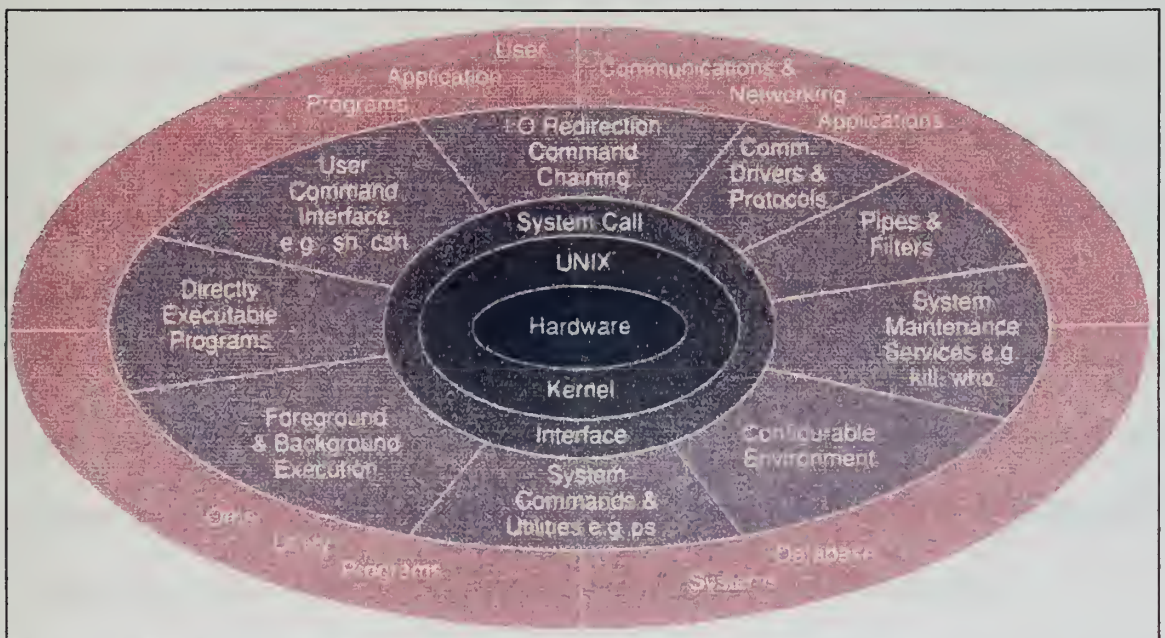 User
Application
Programs
Communications &
Networking
Applications
I-O Redirection
Command
Chaining
Comm.
Drivers &
Protocols
User
Command
Interface
e.g. sh, csh
Pipes &
Filters
System Call
UNIX
Hardware
Kernel
Interface
Directly
Executable
Programs
System
Maintenance
Services e.g.
kill, who
Foreground
& Background
Execution
System
Commands &
Utilities e.g. ps
Configurable
Environment
Other
Programs
Database
Systems